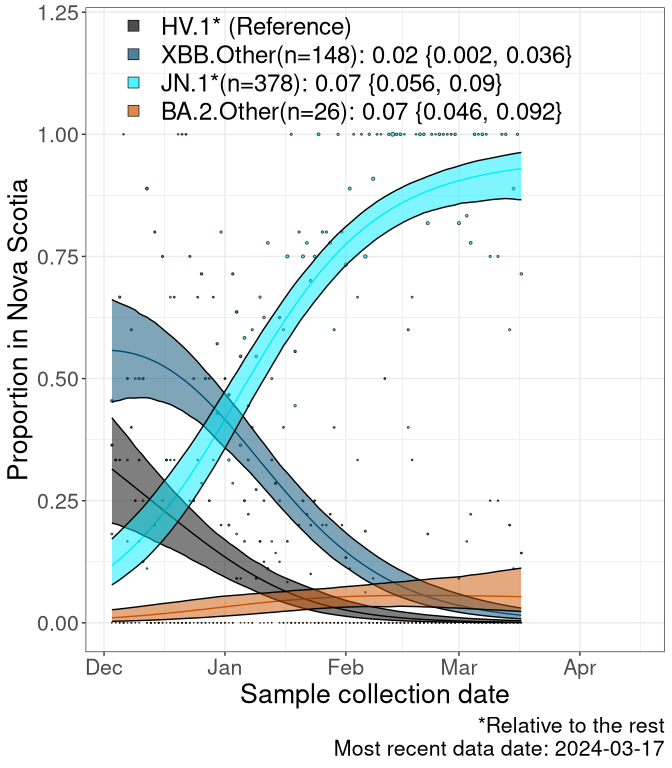 HV.1* (Reference)
XBB.Other(n=148): 0.02 {0.002, 0.036}
JN.1*(n=378): 0.07 {0.056, 0.09}
BA.2.Other(n=26): 0.07 {0.046, 0.092}
1.25
1.00
0.75
0.50
0.25
0.00
Proportion in Nova Scotia
Dec Jan Feb Mar Apr
Sample collection date
*Relative to the rest
Most recent data date: 2024-03-17